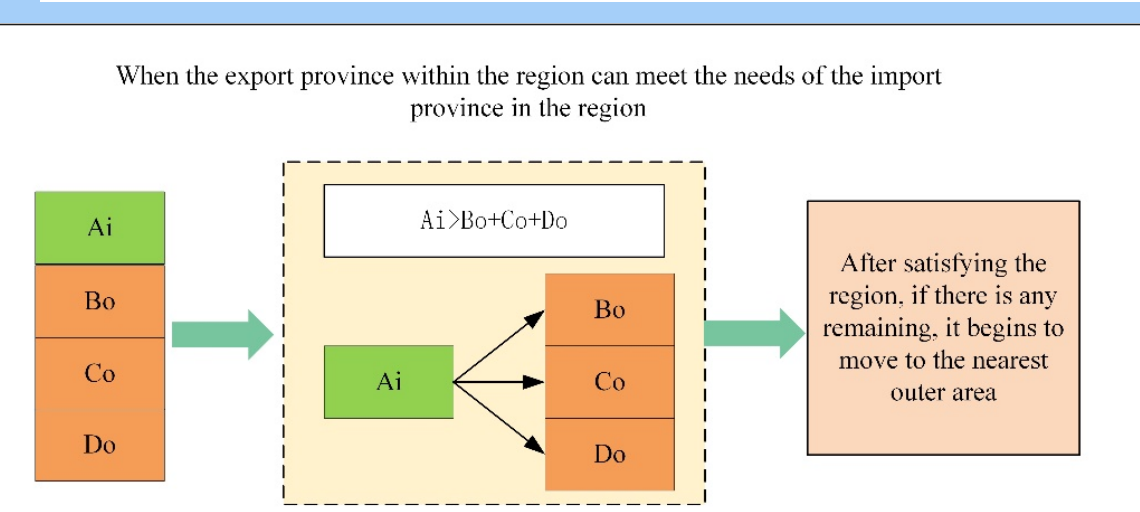 When the export province within the region can meet the needs of the import
province in the region
Ai
Bo
Co
Do
Ai>Bo+Co+Do
Ai
Bo
Co
Do
After satisfying the
region, if there is any
remaining, it begins to
move to the nearest
outer area